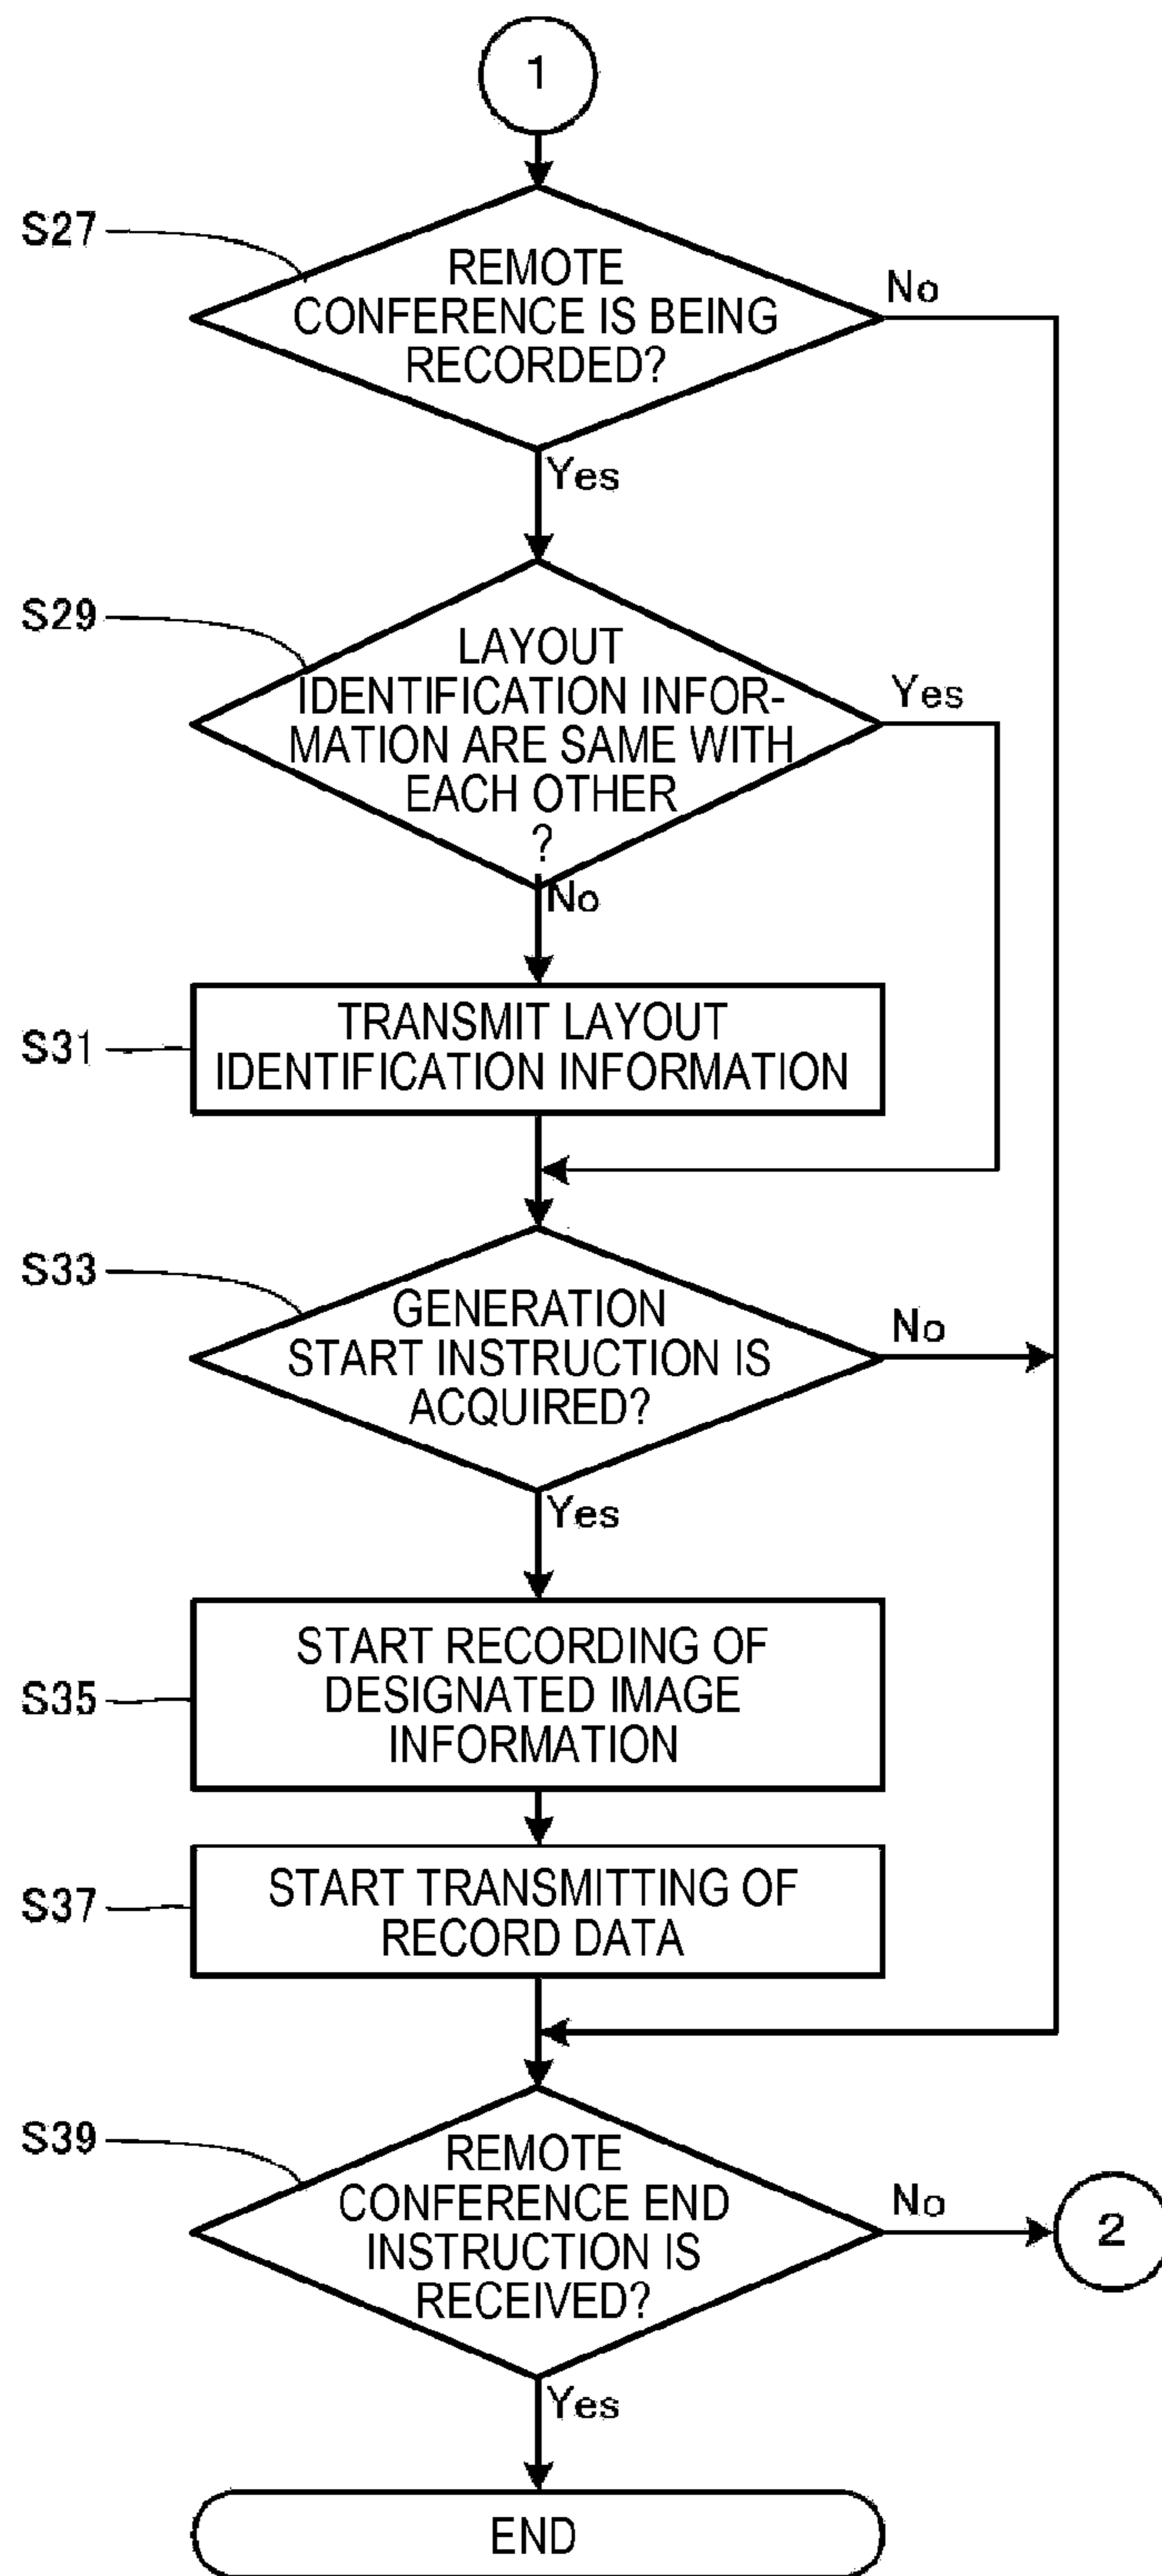 1
S27
REMOTE
CONFERENCE IS BEING
RECORDED?
No
Yes
S29
LAYOUT
IDENTIFICATION INFOR-
MATION ARE SAME WITH
EACH OTHER
?
Yes
No
S31
TRANSMIT LAYOUT
IDENTIFICATION INFORMATION
S33
GENERATION
START INSTRUCTION IS
ACQUIRED?
No
Yes
S35
START RECORDING OF
DESIGNATED IMAGE
INFORMATION
S37
START TRANSMITTING OF
RECORD DATA
S39
REMOTE
CONFERENCE END
INSTRUCTION IS
RECEIVED?
No
2
Yes
END